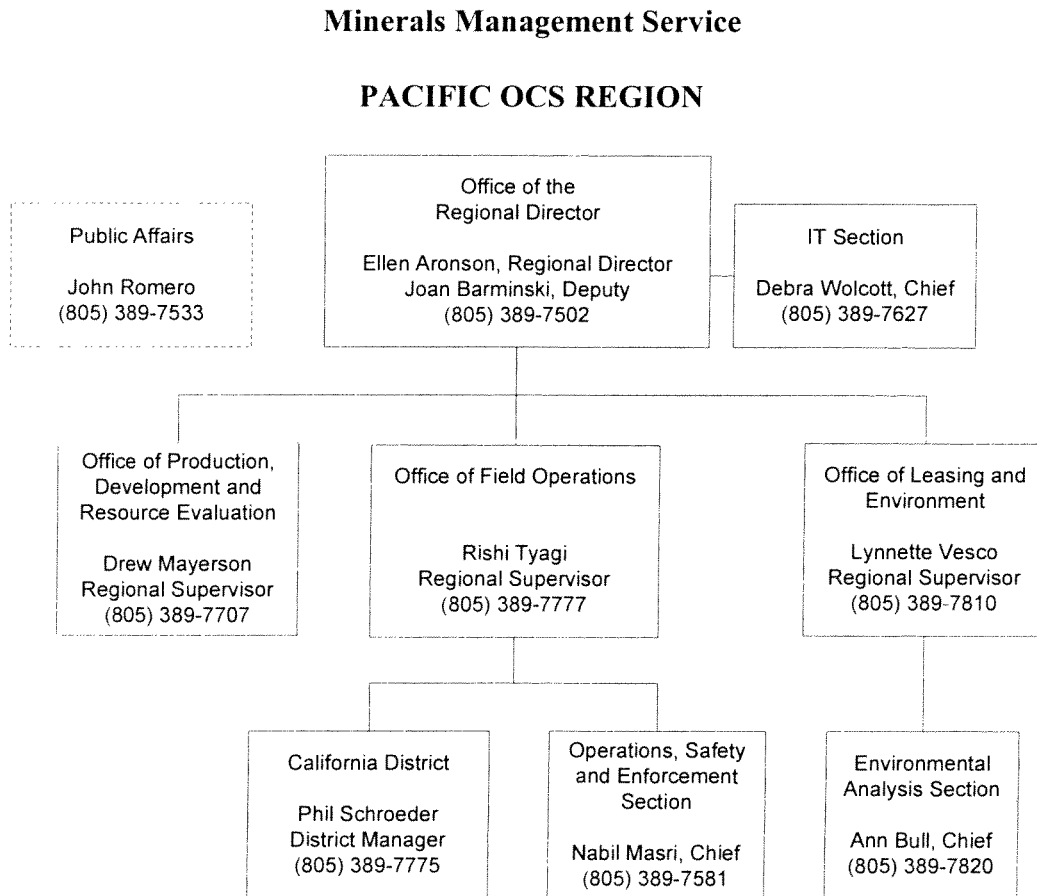 Minerals Management Service
PACIFIC OCS REGION
Office of the
Regional Director
Ellen Aronson, Regional Director
Joan Barminski, Deputy
(805) 389-7502
Public Affairs
John Romero
(805) 389-7533
IT Section
Debra Wolcott, Chief
(805) 389-7627
Office of Production,
Development and
Resource Evaluation
Drew Mayerson
Regional Supervisor
(805) 389-7707
Office of Field Operations
Rishi Tyagi
Regional Supervisor
(805) 389-7777
Office of Leasing and
Environment
Lynnette Vesco
Regional Supervisor
(805) 389-7810
California District
Phil Schroeder
District Manager
(805) 389-7775
Operations, Safety
and Enforcement
Section
Nabil Masri, Chief
(805) 389-7581
Environmental
Analysis Section
Ann Bull, Chief
(805) 389-7820